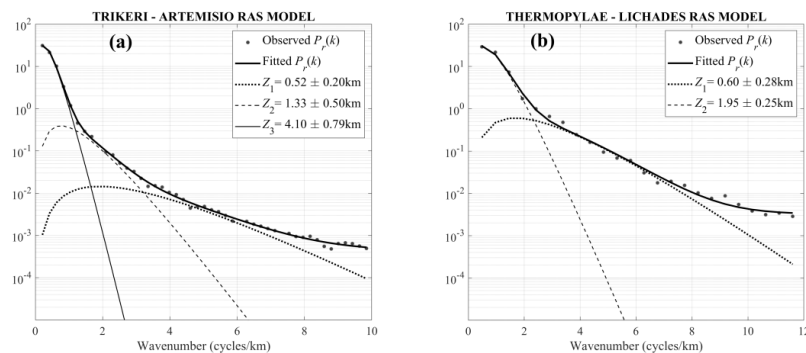 TRIKERI - ARTEMISIO RAS MODEL
(a)
Observed P_r(k)
Fitted P_r(k)
Z_1= 0.52 ± 0.20km
Z_2= 1.33 ± 0.50km
Z_3= 4.10 ± 0.79km
10^2
10^1
10^0
10^-1
10^-2
10^-3
10^-4
0 2 4 6 8 10
Wavenumber (cycles/km)
THERMOPYLAE - LICHADES RAS MODEL
(b)
Observed P_r(k)
Fitted P_r(k)
Z_1= 0.60 ± 0.28km
Z_2= 1.95 ± 0.25km
10^2
10^1
10^0
10^-1
10^-2
10^-3
10^-4
0 2 4 6 8 10 12
Wavenumber (cycles/km)